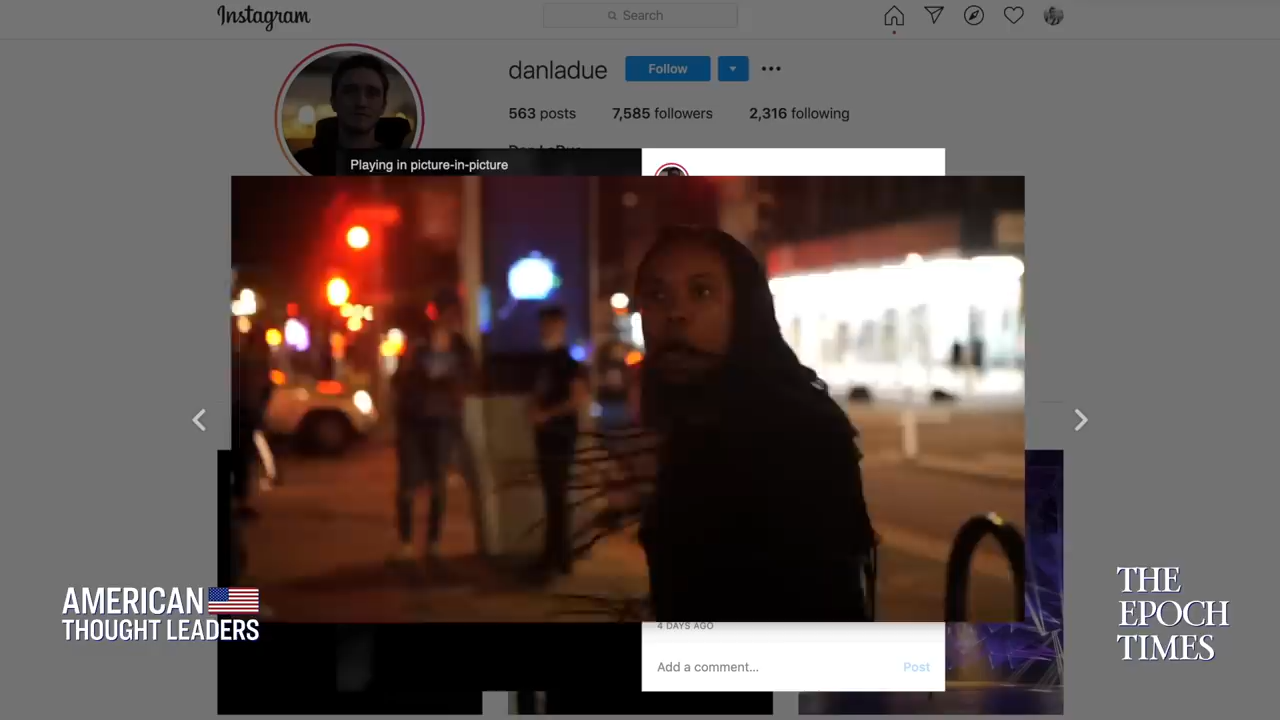 Instagram
Search
danladue
Follow
563 posts
7,585 followers
2,316 following
Playing in picture-in-picture
4 DAYS AGO
Add a comment...
Post
AMERICAN
THOUGHT LEADERS
THE
EPOCH
TIMES